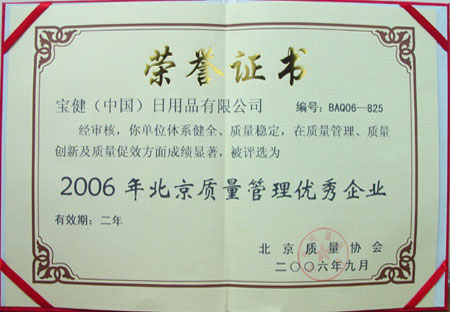 荣誉证书
宝健（中国）日用品有限公司 编号：BAQ06—B25
经审核，你单位体系健全、质量稳定，在质量管理、质量
创新及质量促效方面成绩显著，被评选为
2006年北京质量管理优秀企业
有效期：二年
北京质量协会
二〇〇六年九月